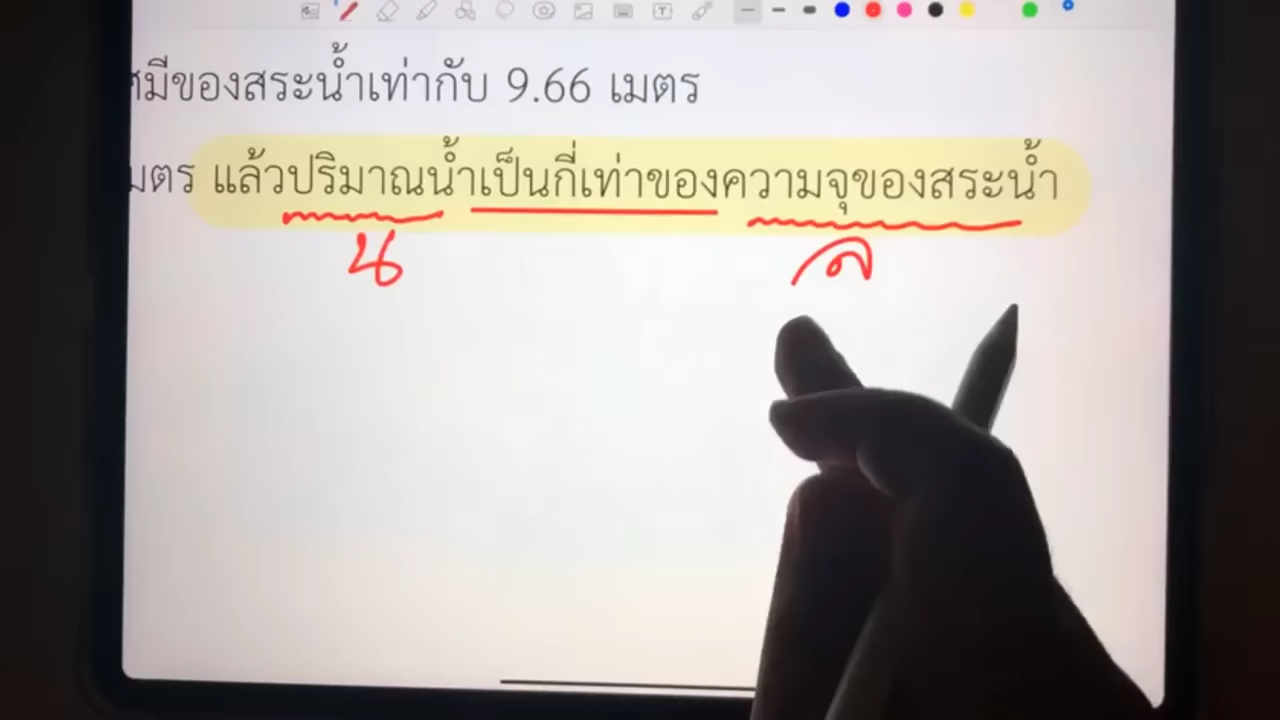 ศมีของสระน้ำเท่ากับ 9.66 เมตร
มตร แล้วปริมาณน้ำเป็นกี่เท่าของความจุของสระน้ำ
น